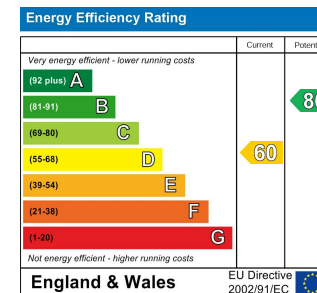 Energy Efficiency Rating
Current
Very energy efficient - lower running costs
(92 plus) A
(81-91) B
(69-80) C
(55-68) D
60
(39-54) E
(21-38) F
(1-20) G
Not energy efficient - higher running costs
England & Wales
EU Directive
2002/91/EC